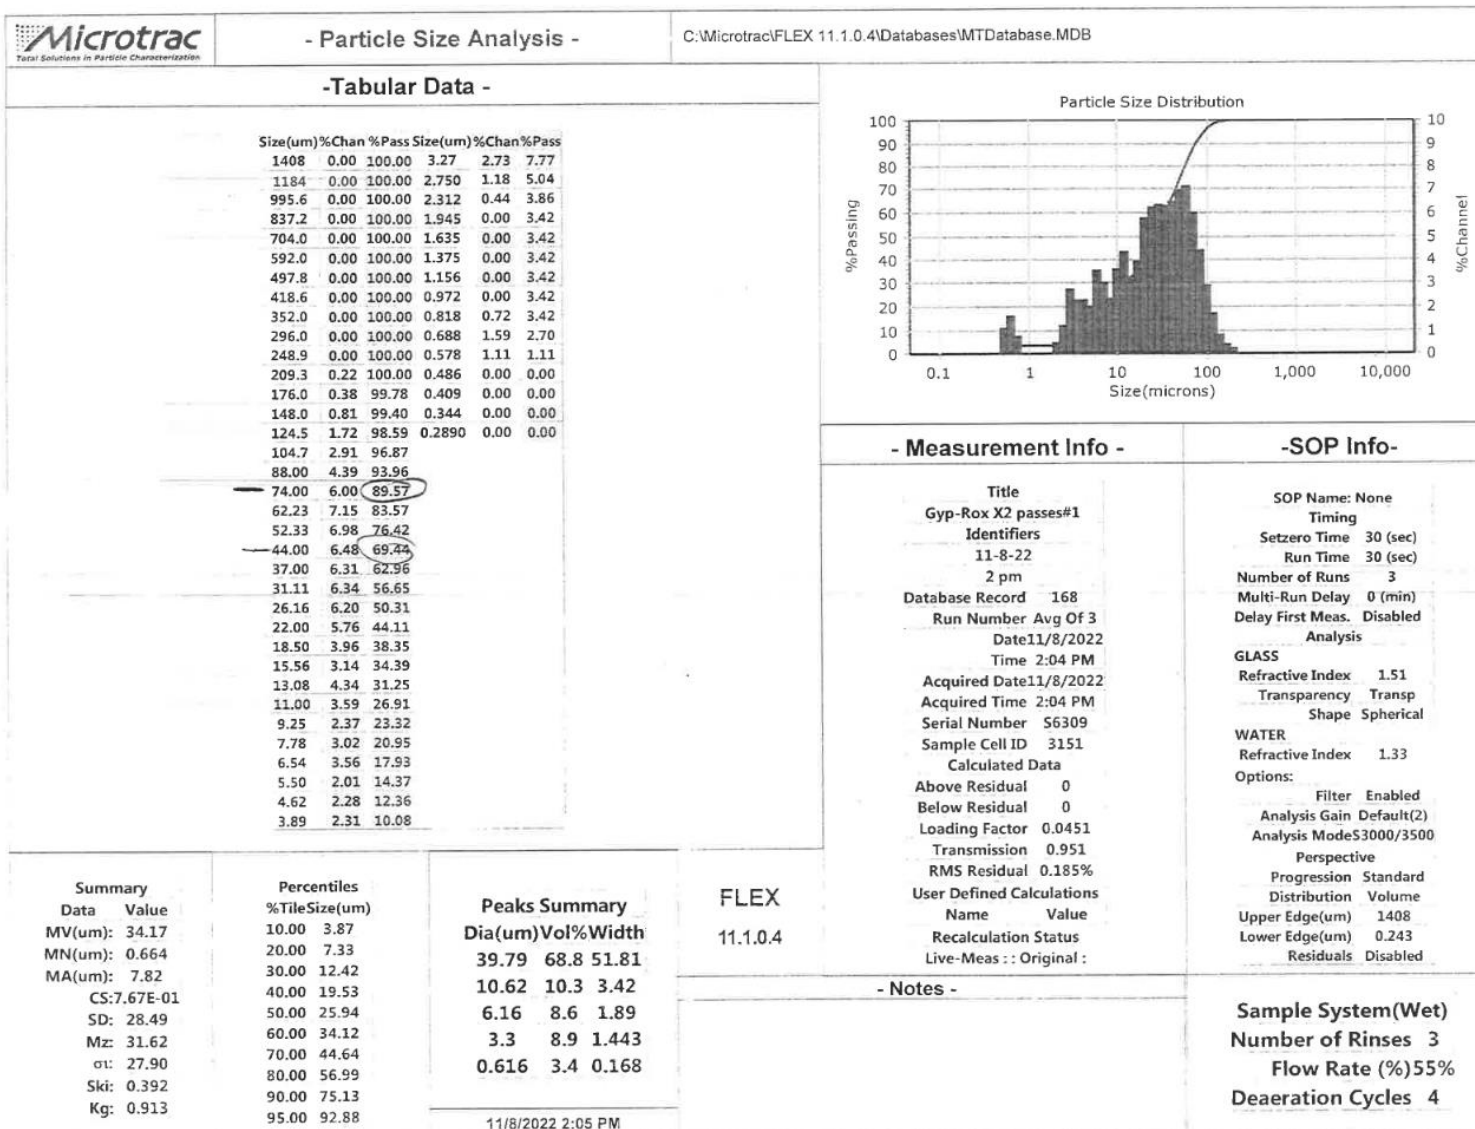 Microtrac
Total Solutions in Particle Characterization
- Particle Size Analysis -
C:\Microtrac\FLEX 11.1.0.4\Databases\MTDatabase.MDB
-Tabular Data -
Size(um) %Chan %Pass Size(um) %Chan %Pass
1408 0.00 100.00 3.27 2.73 7.77
1184 0.00 100.00 2.750 1.18 5.04
995.6 0.00 100.00 2.312 0.44 3.86
837.2 0.00 100.00 1.945 0.00 3.42
704.0 0.00 100.00 1.635 0.00 3.42
592.0 0.00 100.00 1.375 0.00 3.42
497.8 0.00 100.00 1.156 0.00 3.42
418.6 0.00 100.00 0.972 0.00 3.42
352.0 0.00 100.00 0.818 0.72 3.42
296.0 0.00 100.00 0.688 1.59 2.70
248.9 0.00 100.00 0.578 1.11 1.11
209.3 0.22 100.00 0.486 0.00 0.00
176.0 0.38 99.78 0.409 0.00 0.00
148.0 0.81 99.40 0.344 0.00 0.00
124.5 1.72 98.59 0.2890 0.00 0.00
104.7 2.91 96.87
88.00 4.39 93.96
74.00 6.00 89.57
62.23 7.15 83.57
52.33 6.98 76.42
44.00 6.48 69.44
37.00 6.31 62.96
31.11 6.34 56.65
26.16 6.20 50.31
22.00 5.76 44.11
18.50 3.96 38.35
15.56 3.14 34.39
13.08 4.34 31.25
11.00 3.59 26.91
9.25 2.37 23.32
7.78 3.02 20.95
6.54 3.56 17.93
5.50 2.01 14.37
4.62 2.28 12.36
3.89 2.31 10.08
Particle Size Distribution
%Passing
100
90
80
70
60
50
40
30
20
10
0
10
9
8
7
6
5
4
3
2
1
0
%Channel
0.1 1 10 100 1,000 10,000
Size(microns)
- Measurement Info -
Title
Gyp-Rox X2 passes#1
Identifiers
11-8-22
2 pm
Database Record 168
Run Number Avg Of 3
Date11/8/2022
Time 2:04 PM
Acquired Date11/8/2022
Acquired Time 2:04 PM
Serial Number S6309
Sample Cell ID 3151
Calculated Data
Above Residual 0
Below Residual 0
Loading Factor 0.0451
Transmission 0.951
RMS Residual 0.185%
User Defined Calculations
Name Value
Recalculation Status
Live-Meas : : Original :
-SOP Info-
SOP Name: None
Timing
Setzero Time 30 (sec)
Run Time 30 (sec)
Number of Runs 3
Multi-Run Delay 0 (min)
Delay First Meas. Disabled
Analysis
GLASS
Refractive Index 1.51
Transparency Transp
Shape Spherical
WATER
Refractive Index 1.33
Options:
Filter Enabled
Analysis Gain Default(2)
Analysis ModeS3000/3500
Perspective
Progression Standard
Distribution Volume
Upper Edge(um) 1408
Lower Edge(um) 0.243
Residuals Disabled
Summary
Data Value
MV(um): 34.17
MN(um): 0.664
MA(um): 7.82
CS:7.67E-01
SD: 28.49
Mz: 31.62
σı: 27.90
Ski: 0.392
Kg: 0.913
Percentiles
%TileSize(um)
10.00 3.87
20.00 7.33
30.00 12.42
40.00 19.53
50.00 25.94
60.00 34.12
70.00 44.64
80.00 56.99
90.00 75.13
95.00 92.88
Peaks Summary
Dia(um)Vol%Width
39.79 68.8 51.81
10.62 10.3 3.42
6.16 8.6 1.89
3.3 8.9 1.443
0.616 3.4 0.168
11/8/2022 2:05 PM
FLEX
11.1.0.4
- Notes -
Sample System(Wet)
Number of Rinses 3
Flow Rate (%)55%
Deaeration Cycles 4